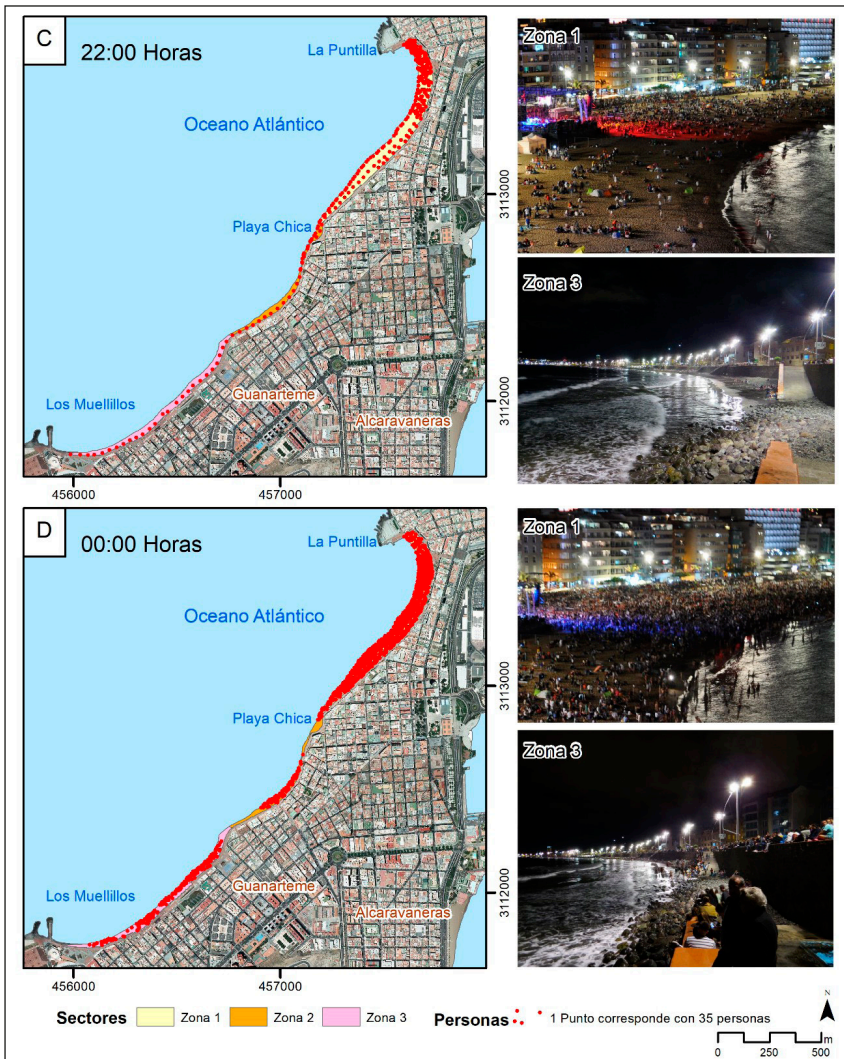 C
22:00 Horas
La Puntilla
Oceano Atlántico
Playa Chica
Los Muellillos
Guanarteme
Alcaravaneras
3113000
3112000
456000
457000
Zona 1
Zona 3
D
00:00 Horas
La Puntilla
Oceano Atlántico
Playa Chica
Los Muellillos
Guanarteme
Alcaravaneras
3113000
3112000
456000
457000
Zona 1
Zona 3
Sectores Zona 1 Zona 2 Zona 3 Personas 1 Punto corresponde con 35 personas
N
m
0 250 500